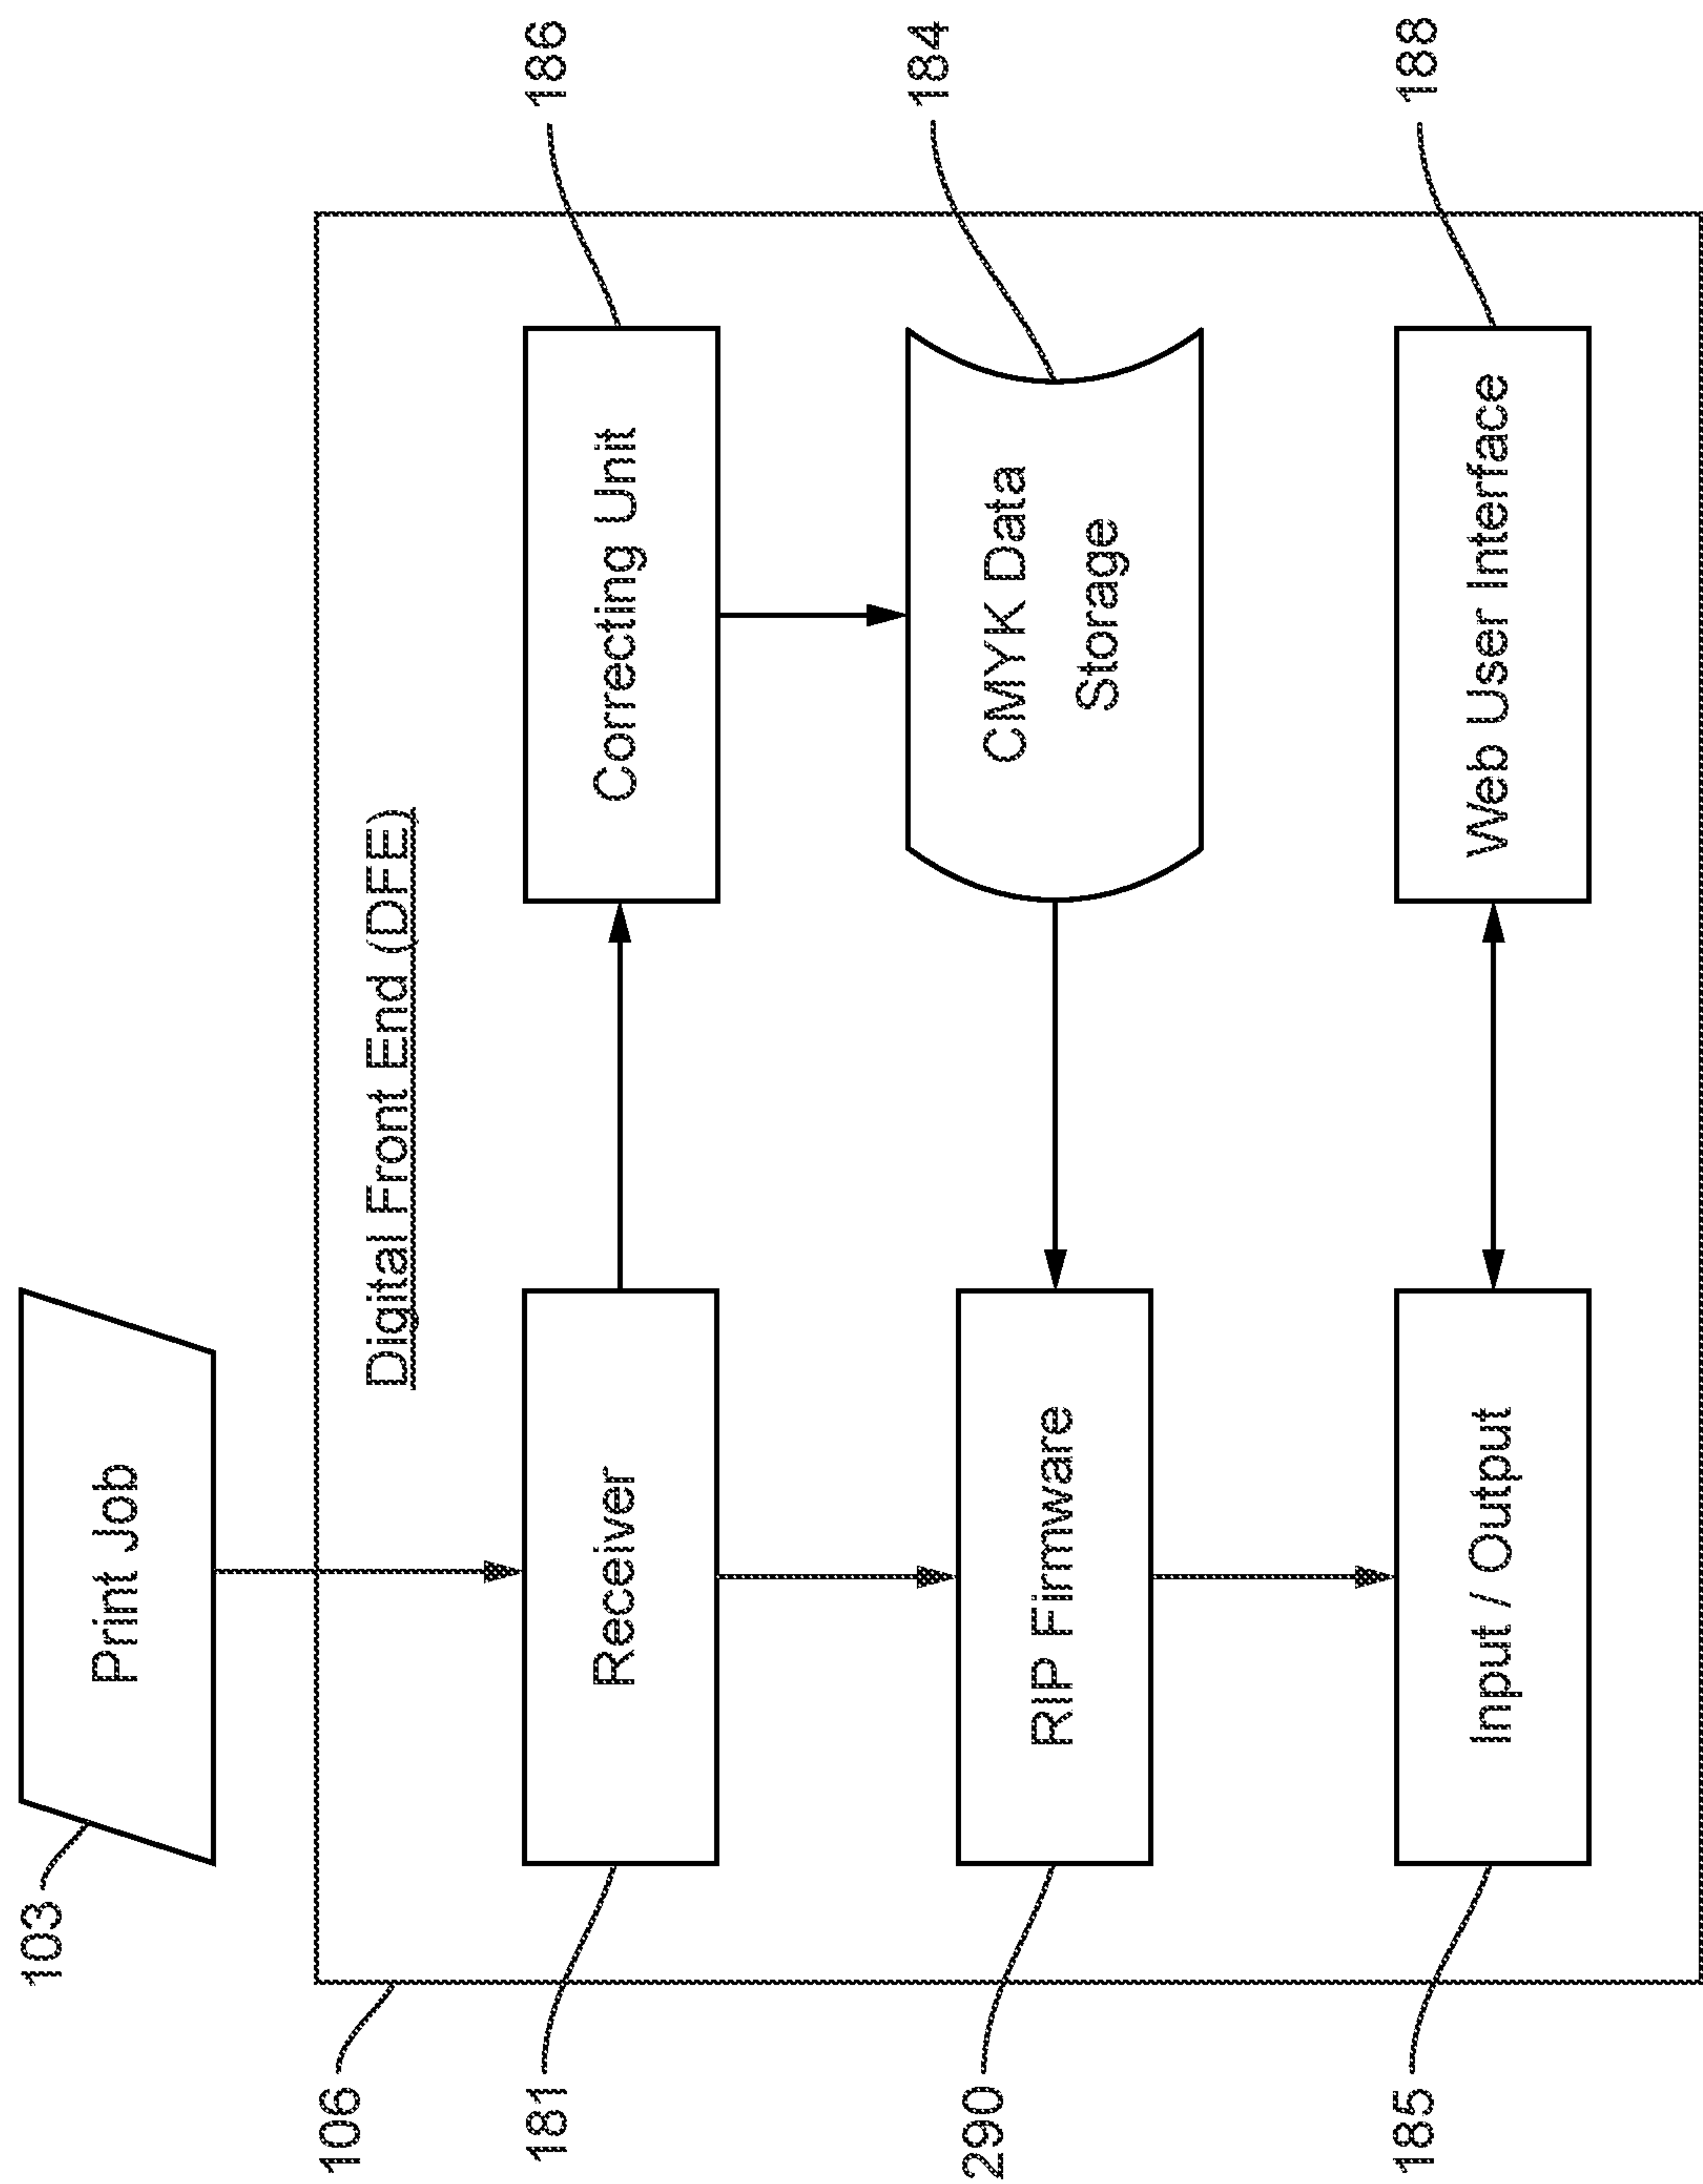 103
Print Job
106
Digital Front End (DFE)
181
186
Receiver
Correcting Unit
290
184
RIP Firmware
CMYK Data
Storage
185
188
Input / Output
Web User Interface